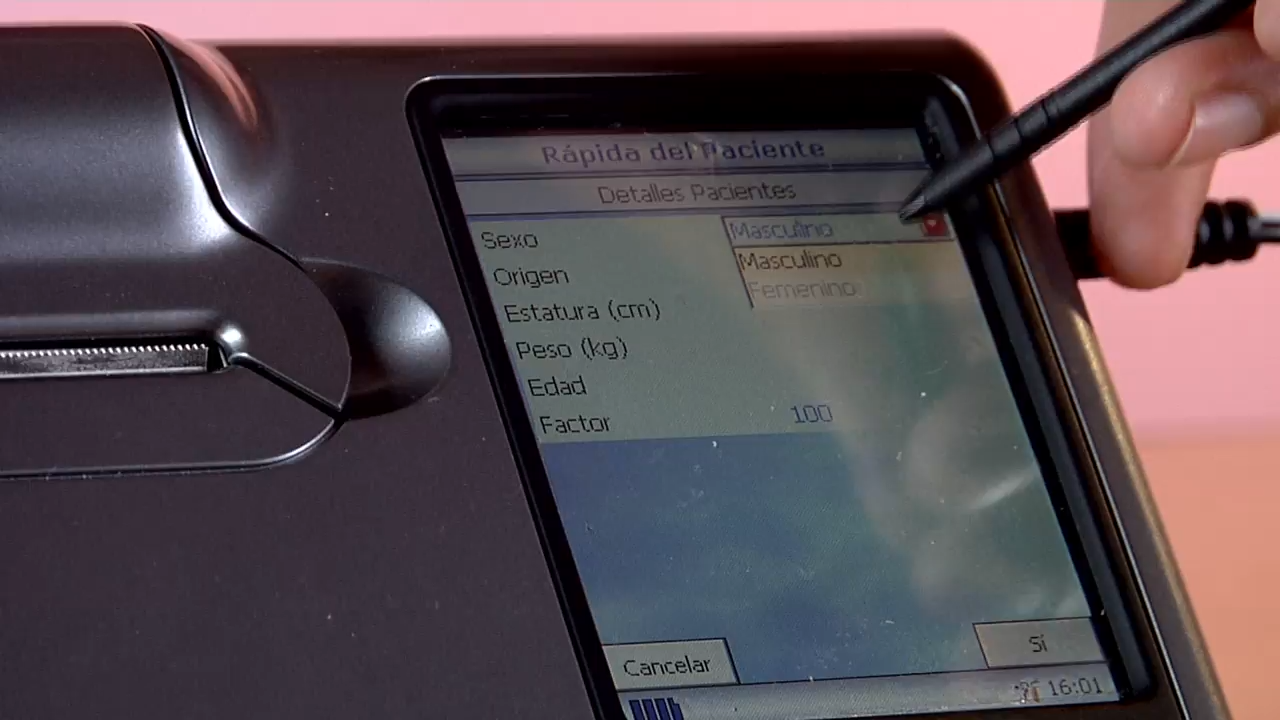 Rápida del Paciente
Detalles Pacientes
Sexo Masculino
Masculino
Femenino
Origen
Estatura (cm)
Peso (kg)
Edad
Factor 100
Cancelar Sí
16:01